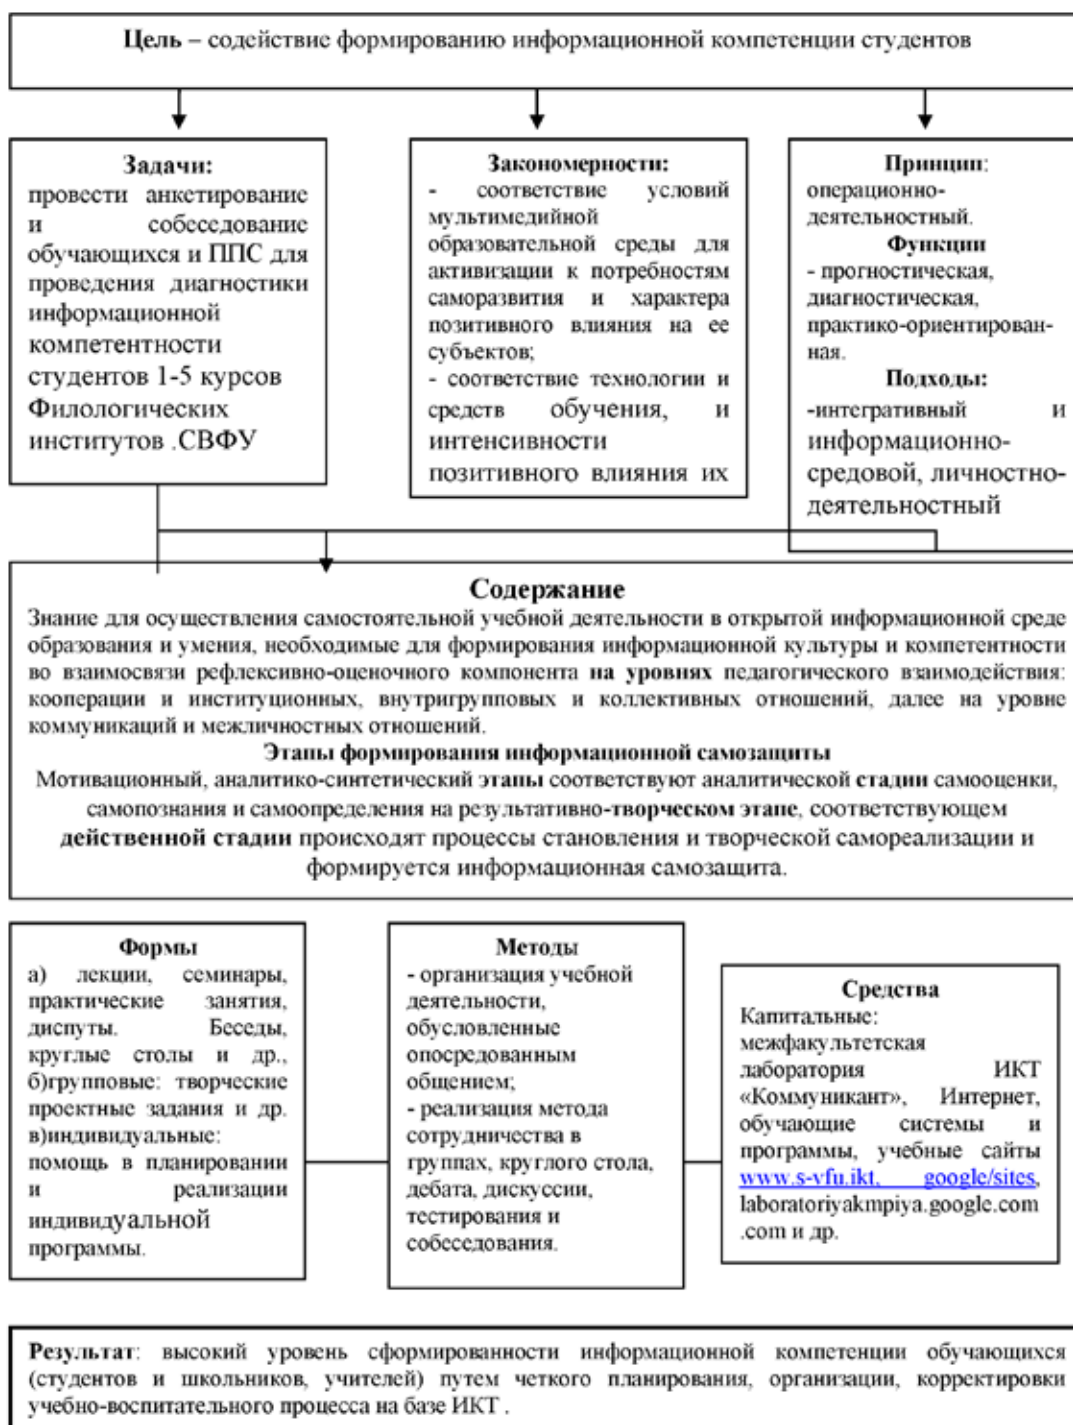 Цель – содействие формированию информационной компетенции студентов
Задачи:
провести анкетирование
и собеседование
обучающихся и ППС для
проведения диагностики
информационной
компетентности
студентов 1-5 курсов
Филологических
институтов .СВФУ
Закономерности:
- соответствие условий
мультимедийной
образовательной среды для
активизации к потребностям
саморазвития и характера
позитивного влияния на ее
субъектов;
- соответствие технологии и
средств обучения, и
интенсивности
позитивного влияния их
Принцип:
операционно-
деятельностный.
Функции
- прогностическая,
диагностическая,
практико-ориентирован-
ная.
Подходы:
-интегративный и
информационно-
средовой, личностно-
деятельностный
Содержание
Знание для осуществления самостоятельной учебной деятельности в открытой информационной среде
образования и умения, необходимые для формирования информационной культуры и компетентности
во взаимосвязи рефлексивно-оценочного компонента на уровнях педагогического взаимодействия:
кооперации и институционных, внутригрупповых и коллективных отношений, далее на уровне
коммуникаций и межличностных отношений.
Этапы формирования информационной самозащиты
Мотивационный, аналитико-синтетический этапы соответствуют аналитической стадии самооценки,
самопознания и самоопределения на результативно-творческом этапе, соответствующем
действенной стадии происходят процессы становления и творческой самореализации и
формируется информационная самозащита.
Формы
а) лекции, семинары,
практические занятия,
диспуты. Беседы,
круглые столы и др.,
б)групповые: творческие
проектные задания и др.
в)индивидуальные:
помощь в планировании
и реализации
индивидуальной
программы.
Методы
- организация учебной
деятельности,
обусловленные
опосредованным
общением;
- реализация метода
сотрудничества в
группах, круглого стола,
дебата, дискуссии,
тестирования и
собеседования.
Средства
Капитальные:
межфакультетская
лаборатория ИКТ
«Коммуникант», Интернет,
обучающие системы и
программы, учебные сайты
www.s-vfu.ikt, google/sites,
laboratoriyakmpiya.google.com
.com и др.
Результат: высокий уровень сформированности информационной компетенции обучающихся
(студентов и школьников, учителей) путем четкого планирования, организации, корректировки
учебно-воспитательного процесса на базе ИКТ .